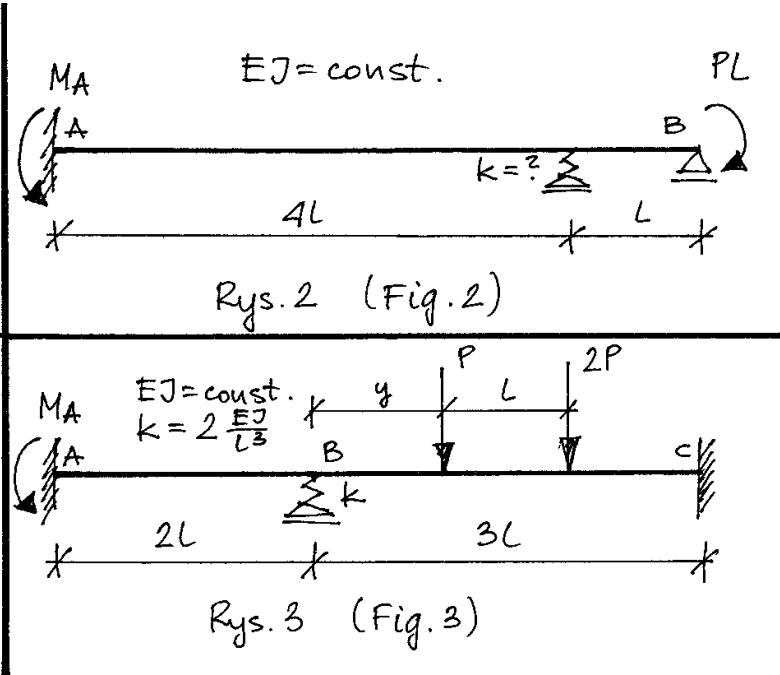 MA EJ = const. PL
A B
k = ?
4L L
Rys. 2 (Fig. 2)
P 2P
EJ = const. y L
MA k = 2 EJ/L³
A B C
k
2L 3L
Rys. 3 (Fig. 3)